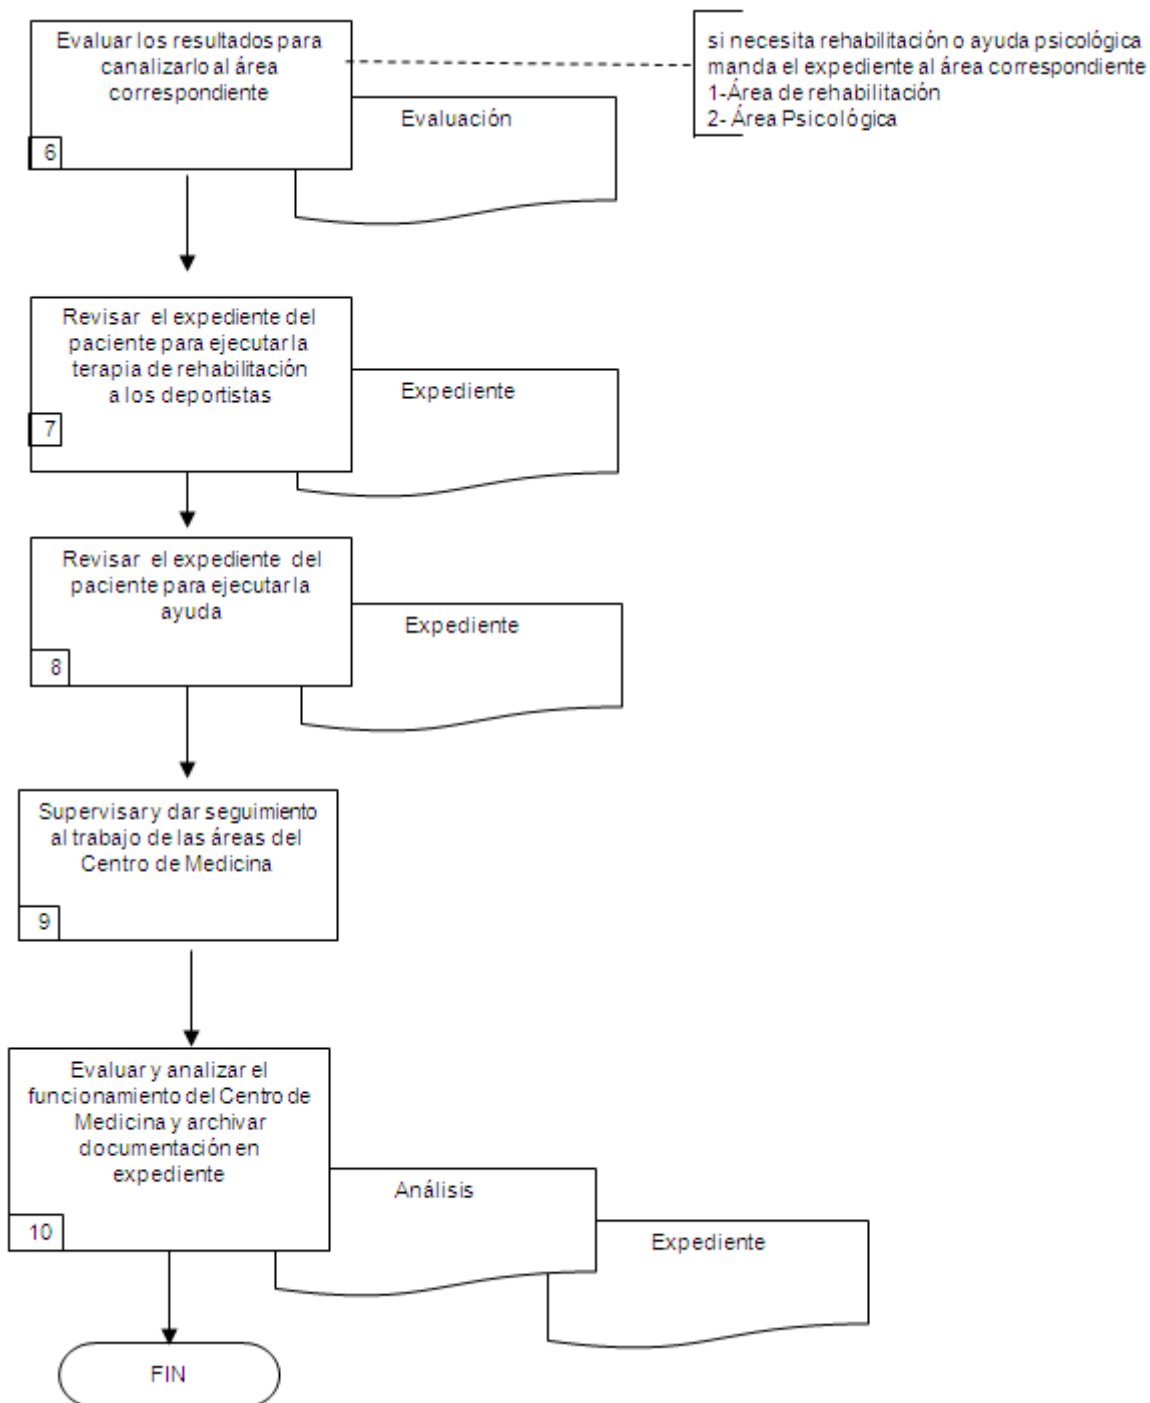 Evaluar los resultados para
canalizarlo al área
correspondiente
6
Evaluación
si necesita rehabilitación o ayuda psicológica
manda el expediente al área correspondiente
1-Área de rehabilitación
2- Área Psicológica
Revisar el expediente del
paciente para ejecutar la
terapia de rehabilitación
a los deportistas
7
Expediente
Revisar el expediente del
paciente para ejecutar la
ayuda
8
Expediente
Supervisar y dar seguimiento
al trabajo de las áreas del
Centro de Medicina
9
Evaluar y analizar el
funcionamiento del Centro de
Medicina y archivar
documentación en
expediente
10
Análisis
Expediente
FIN